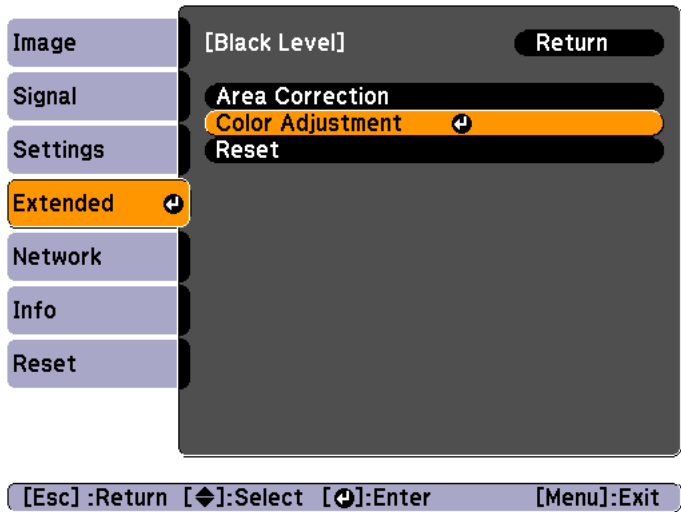 Image
Signal
Settings
Extended
Network
Info
Reset
[Black Level] Return
Area Correction
Color Adjustment
Reset
[Esc] :Return [◆]:Select [⏎]:Enter [Menu]:Exit